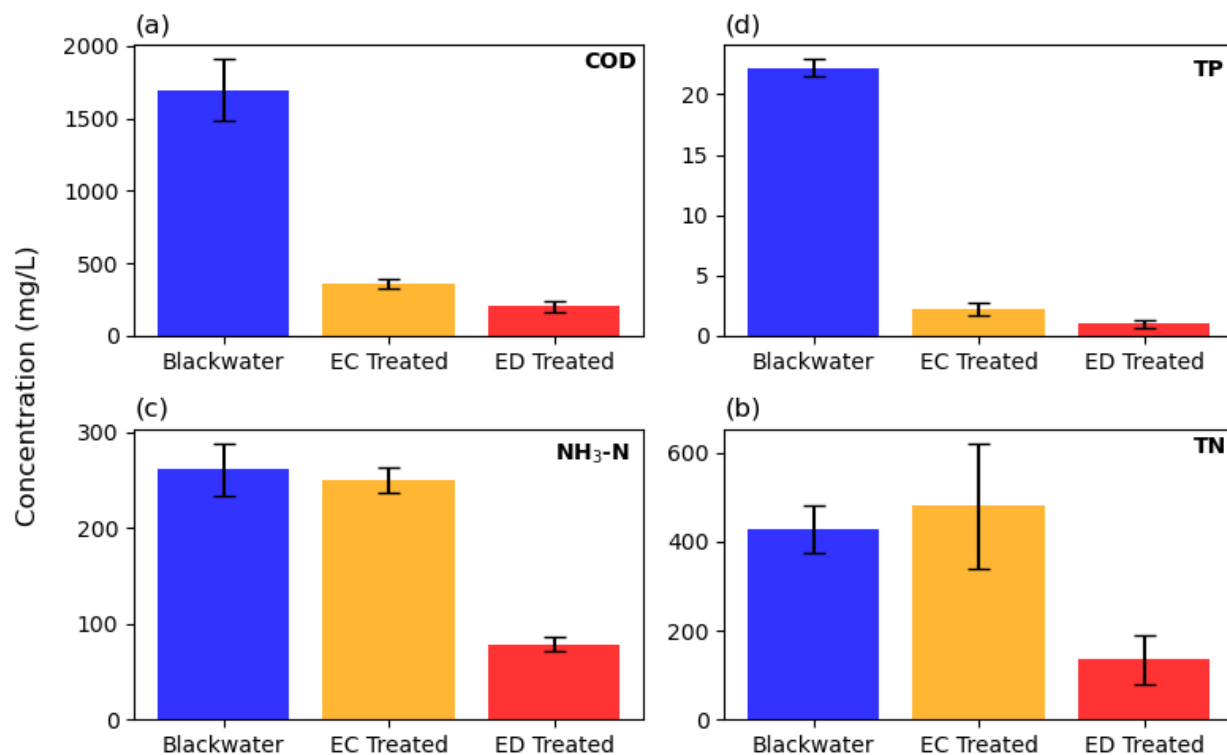 Concentration (mg/L)
(a)
COD
2000
1500
1000
500
0
Blackwater EC Treated ED Treated
(d)
TP
20
15
10
5
0
Blackwater EC Treated ED Treated
(c)
NH₃-N
300
200
100
0
Blackwater EC Treated ED Treated
(b)
TN
600
400
200
0
Blackwater EC Treated ED Treated